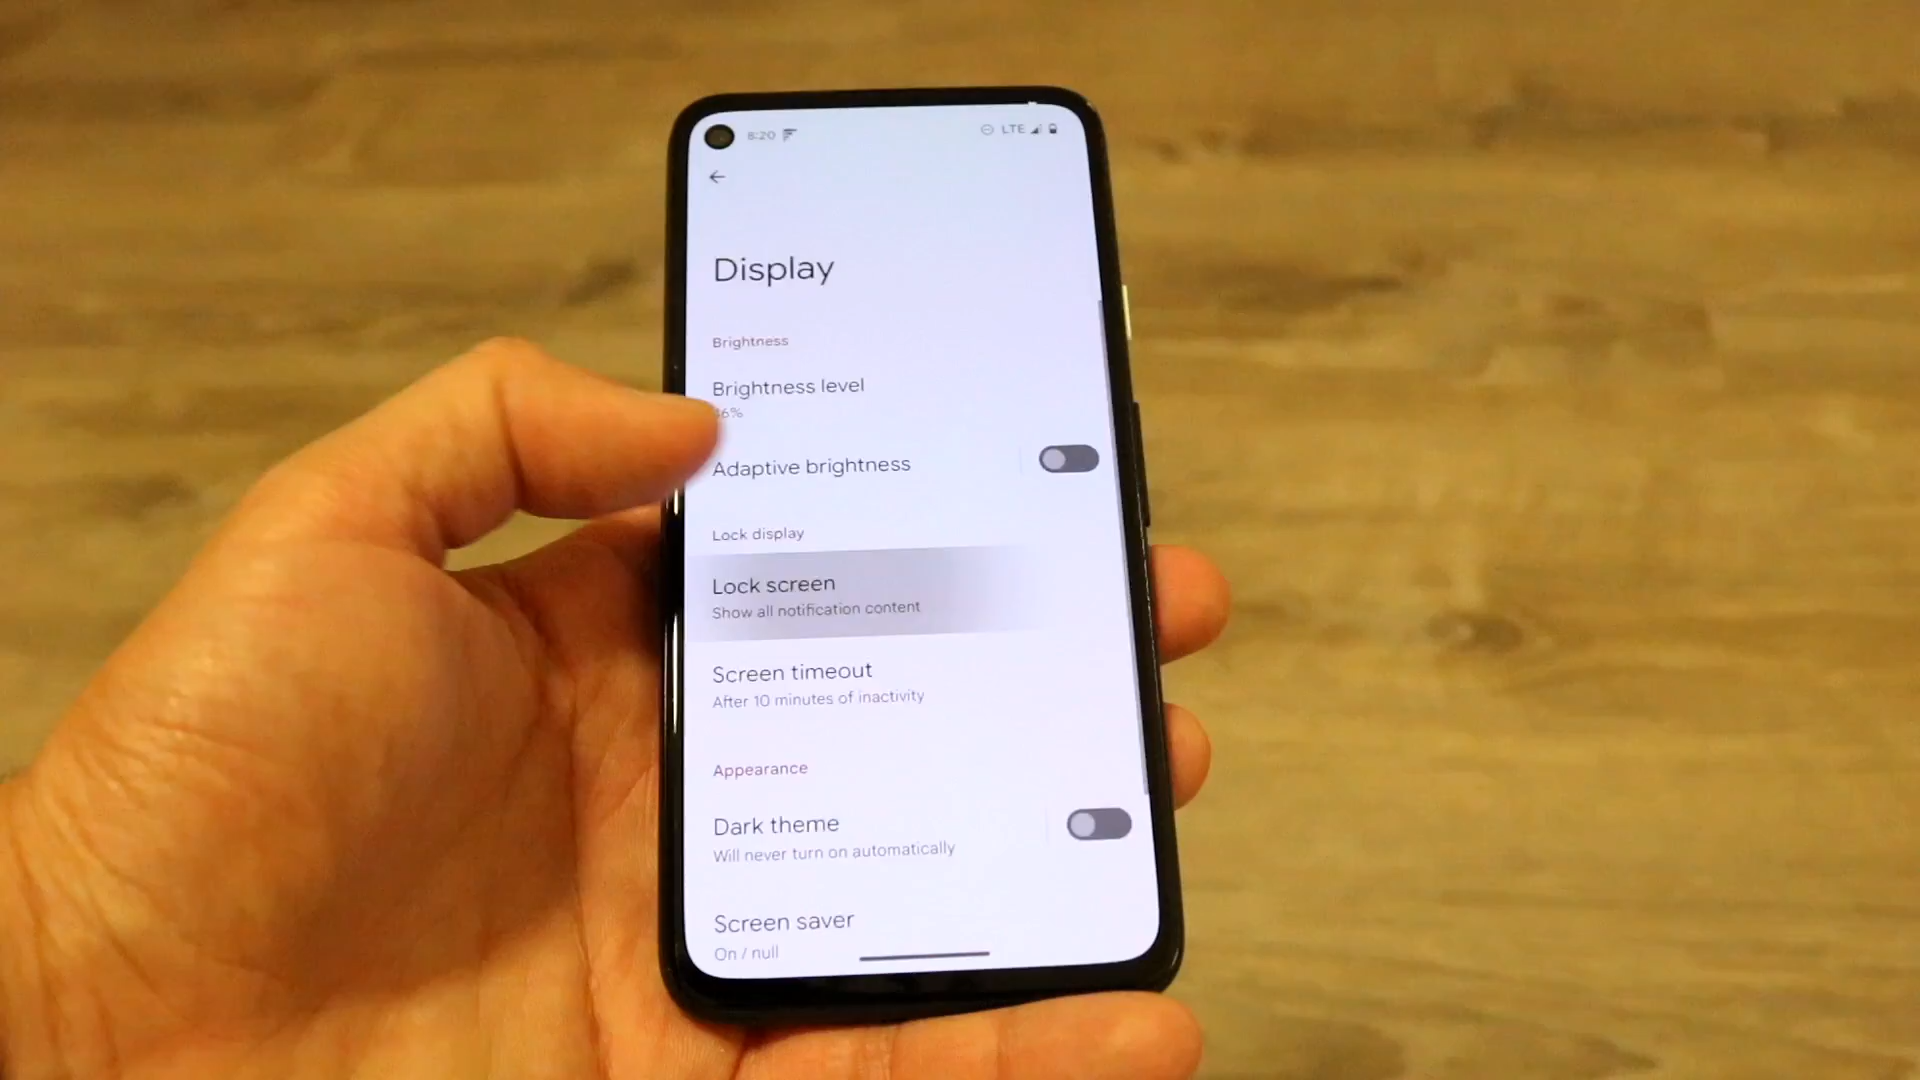 8:20
LTE
Display
Brightness
Brightness level
46%
Adaptive brightness
Lock display
Lock screen
Show all notification content
Screen timeout
After 10 minutes of inactivity
Appearance
Dark theme
Will never turn on automatically
Screen saver
On / null